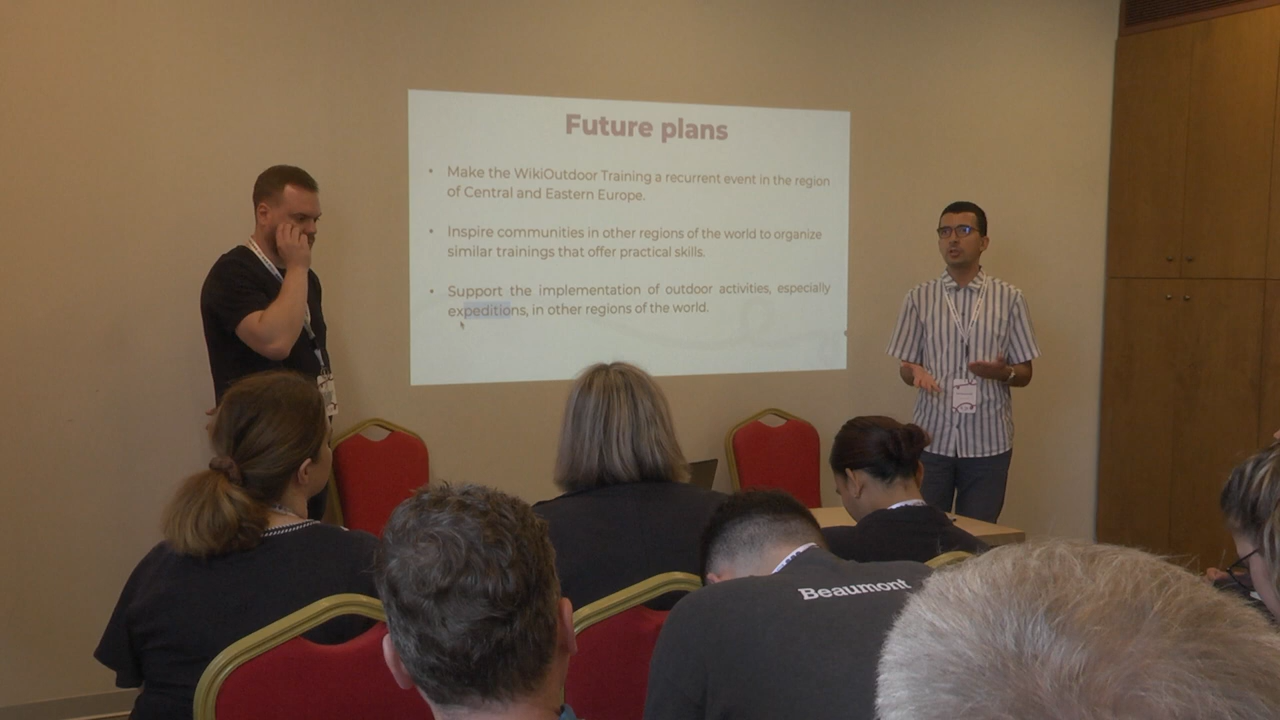 Future plans
• Make the WikiOutdoor Training a recurrent event in the region
of Central and Eastern Europe.
• Inspire communities in other regions of the world to organize
similar trainings that offer practical skills.
• Support the implementation of outdoor activities, especially
expeditions, in other regions of the world.
Beaumont